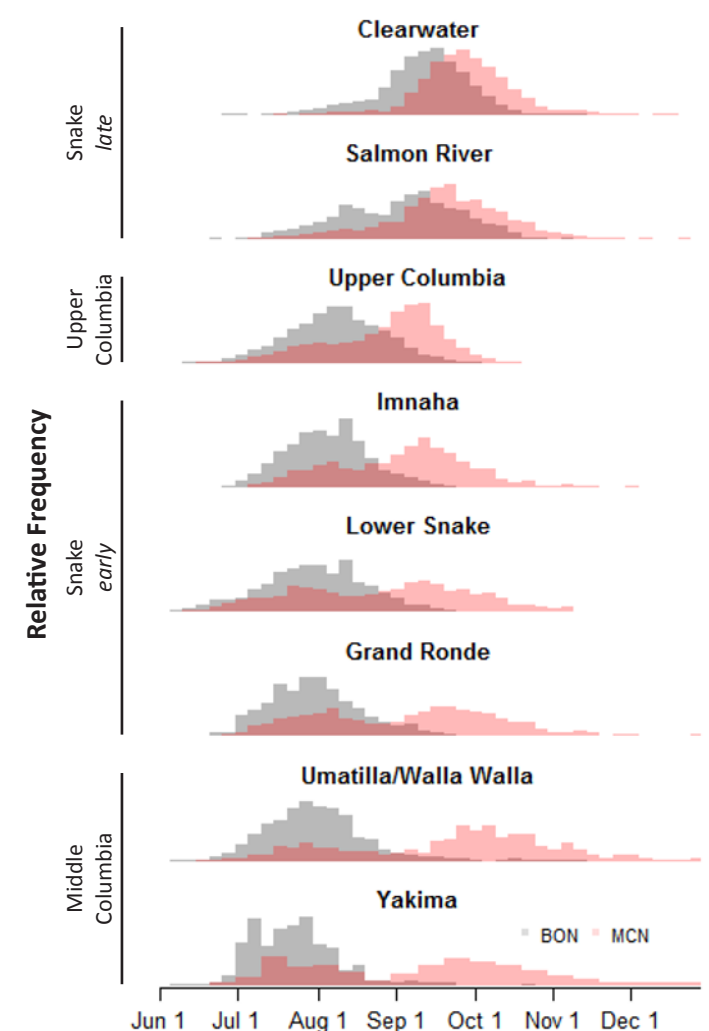 Clearwater
Snake
late
Salmon River
Upper Columbia
Upper
Columbia
Imnaha
Relative Frequency
Lower Snake
Snake
early
Grand Ronde
Umatilla/Walla Walla
Middle
Columbia
Yakima
BON MCN
Jun 1 Jul 1 Aug 1 Sep 1 Oct 1 Nov 1 Dec 1